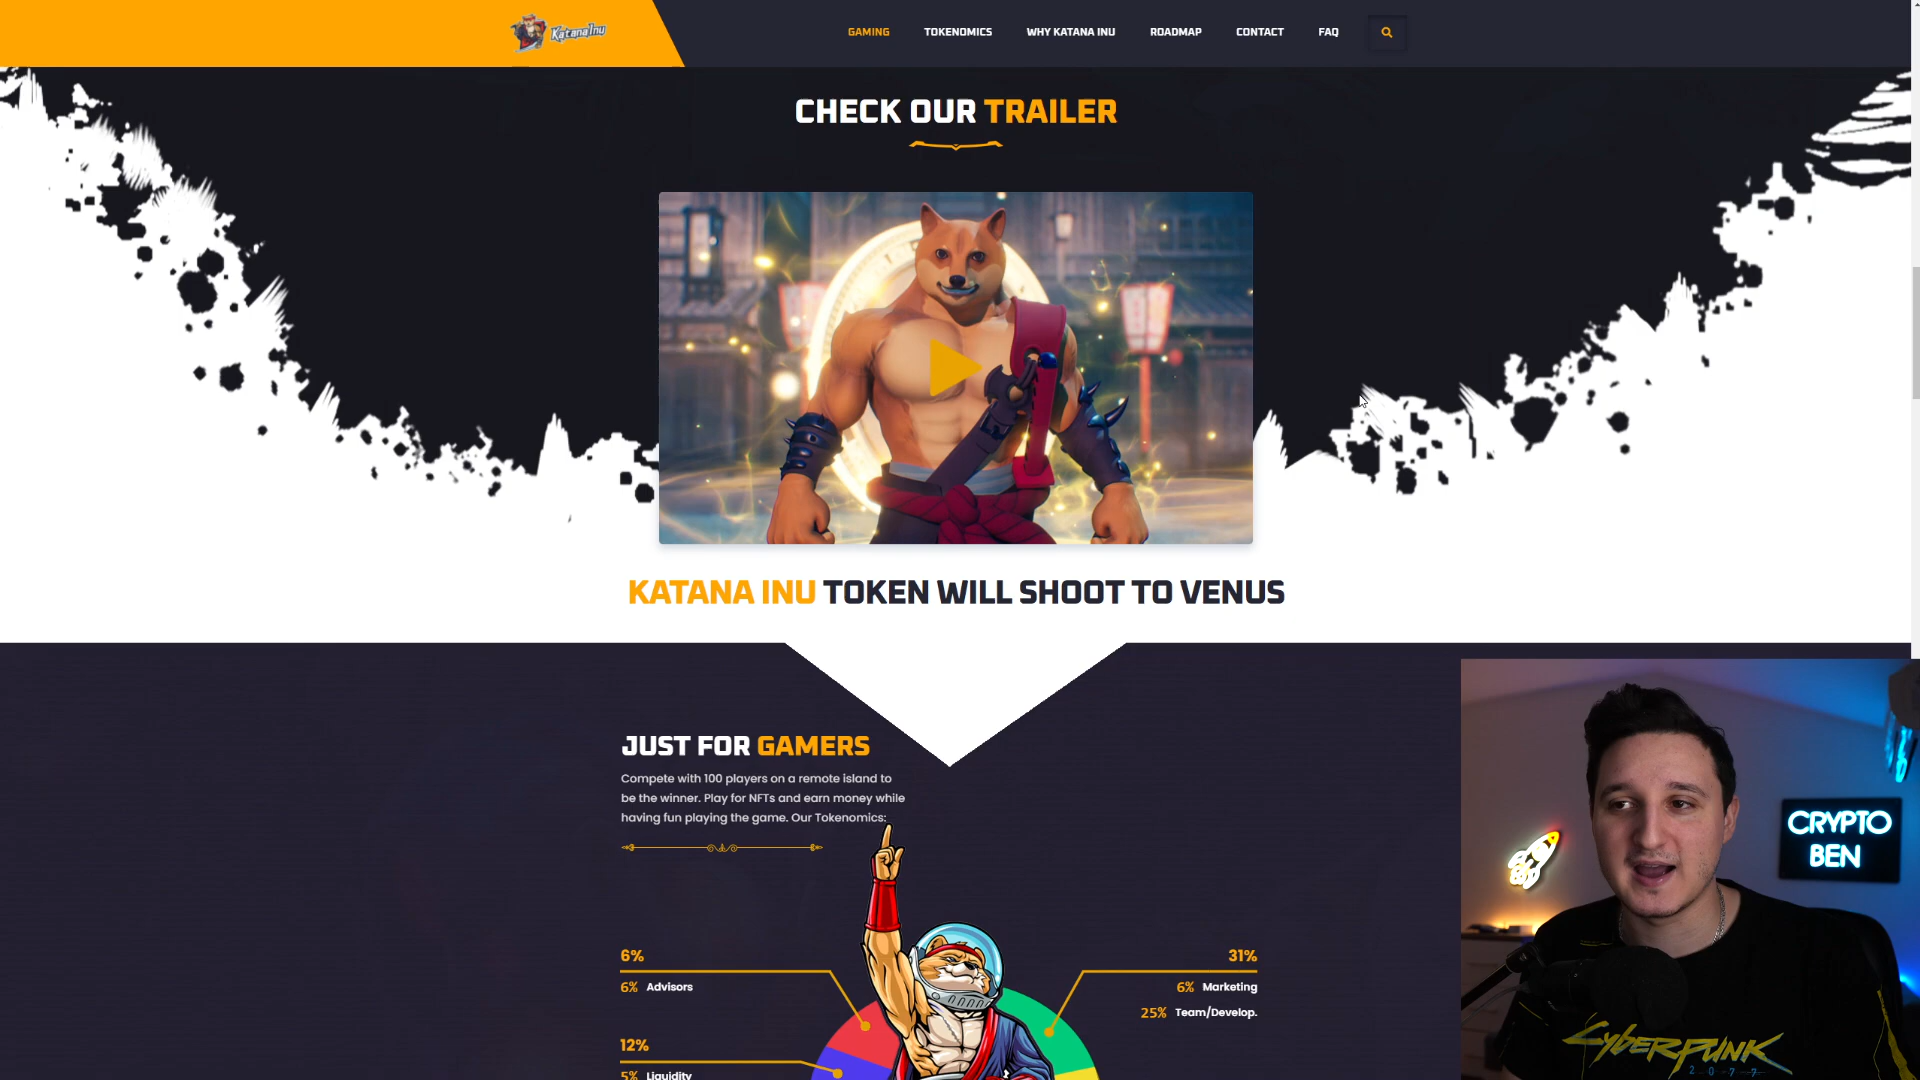 KatanaInu
GAMING
TOKENOMICS
WHY KATANA INU
ROADMAP
CONTACT
FAQ
CHECK OUR TRAILER
KATANA INU TOKEN WILL SHOOT TO VENUS
JUST FOR GAMERS
Compete with 100 players on a remote island to
be the winner. Play for NFTs and earn money while
having fun playing the game. Our Tokenomics:
6%
6% Advisors
12%
5% Liquidity
31%
6% Marketing
25% Team/Develop.
CRYPTO
BEN
CYBERPUNK
2077